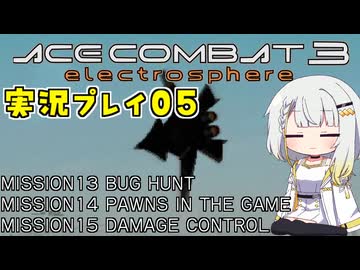 ACE COMBAT 3
electrosphere
実況プレイ05
MISSION13 BUG HUNT
MISSION14 PAWNS IN THE GAME
MISSION15 DAMAGE CONTROL